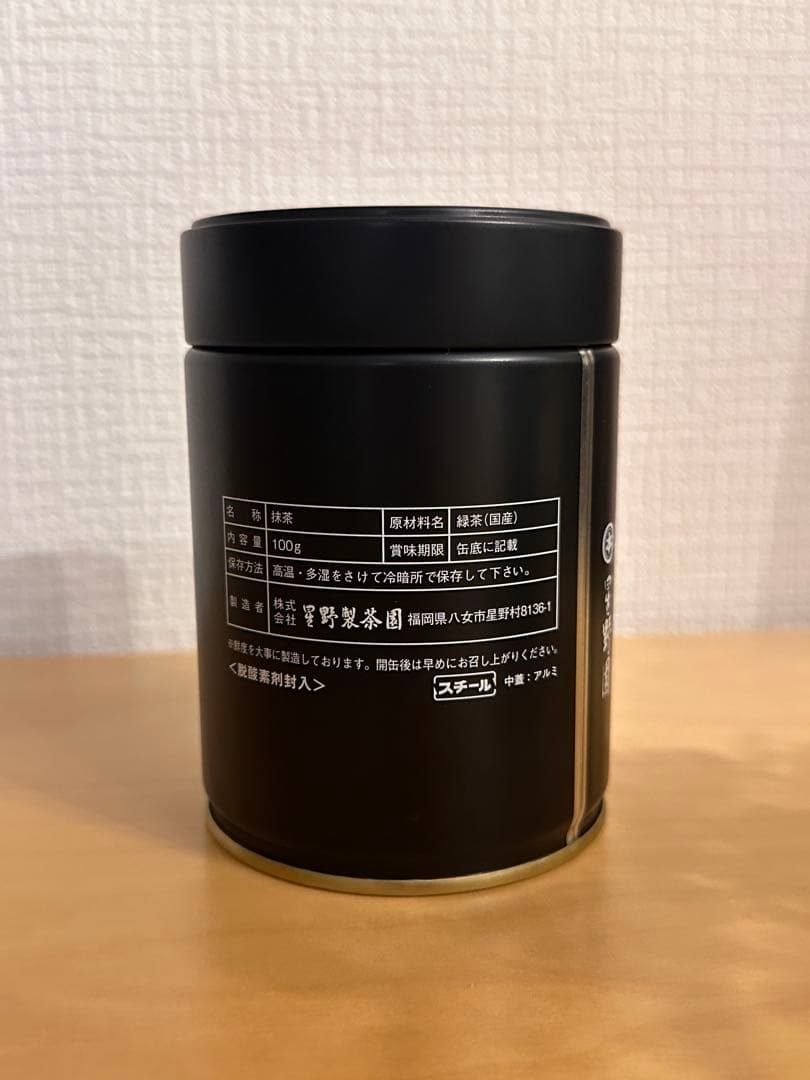 名称 抹茶 原材料名 緑茶(国産)
内容量 100g 賞味期限 缶底に記載
保存方法 高温・多湿をさけて冷暗所で保存して下さい。
製造者 株式会社 星野製茶園 福岡県八女市星野村8136-1
※鮮度を大事に製造しております。開缶後は早めにお召し上がりください。
<脱酸素剤封入> スチール 中蓋:アルミ